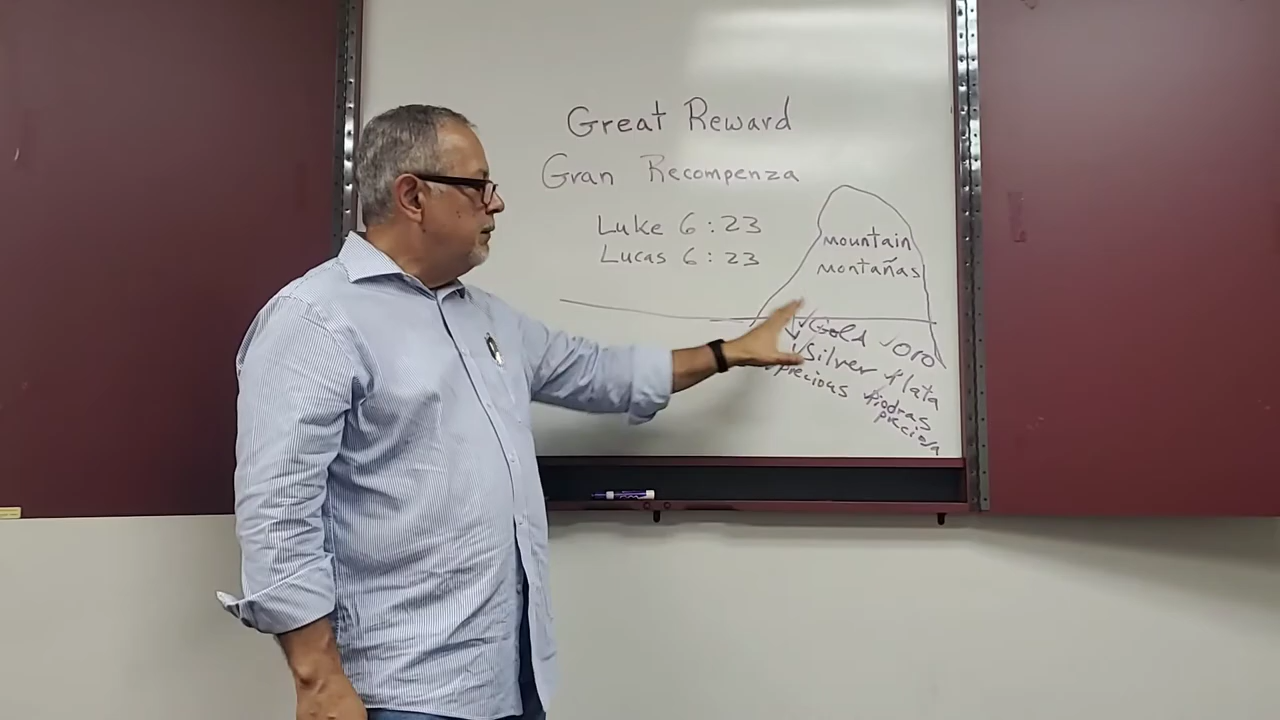 Great Reward
Gran Recompenza
Luke 6:23
Lucas 6:23
mountain
montañas
Gold ✓Oro
✓Silver Plata
precious Piedras
preciosa